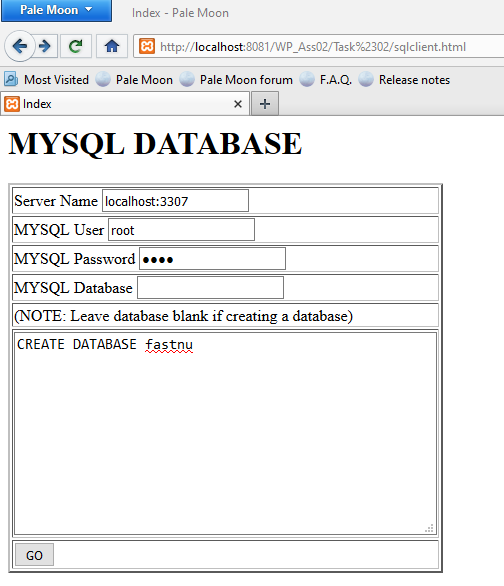 Pale Moon
Index - Pale Moon
http://localhost:8081/WP_Ass02/Task%2302/sqlclient.html
Most Visited Pale Moon Pale Moon forum F.A.Q. Release notes
Index
MYSQL DATABASE
Server Name localhost:3307
MYSQL User root
MYSQL Password ●●●●
MYSQL Database
(NOTE: Leave database blank if creating a database)
CREATE DATABASE fastnu
GO